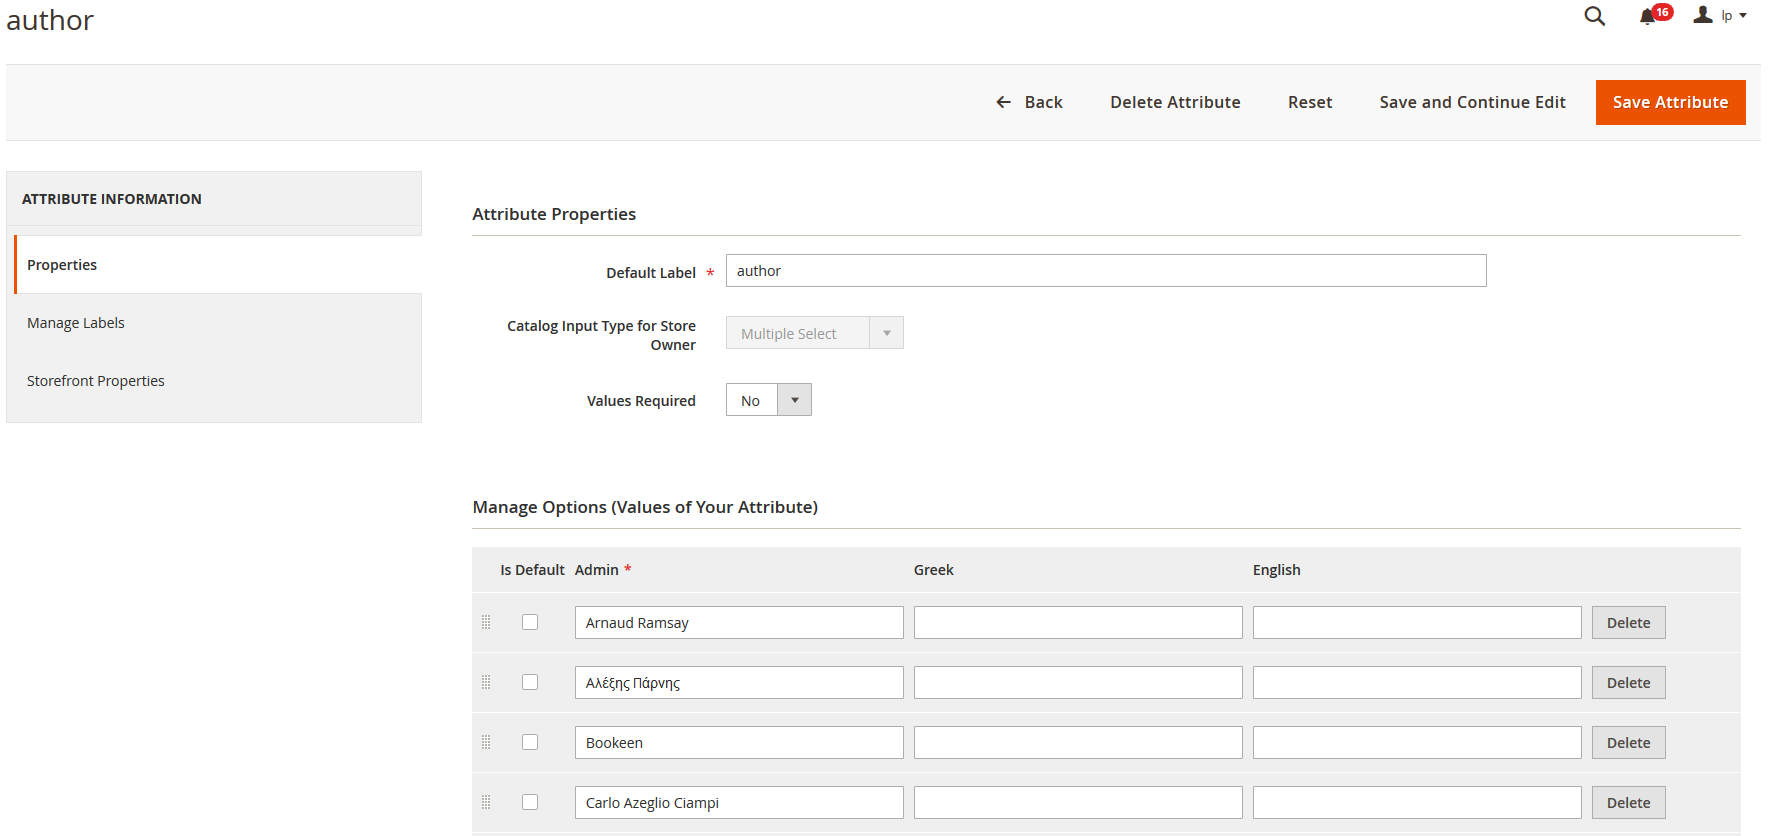 author
16
lp
Back
Delete Attribute
Reset
Save and Continue Edit
Save Attribute
ATTRIBUTE INFORMATION
Properties
Manage Labels
Storefront Properties
Attribute Properties
Default Label *
author
Catalog Input Type for Store
Owner
Multiple Select
Values Required
No
Manage Options (Values of Your Attribute)
Is Default Admin * Greek English
Arnaud Ramsay Delete
Αλέξης Πάρνης Delete
Bookeen Delete
Carlo Azeglio Ciampi Delete